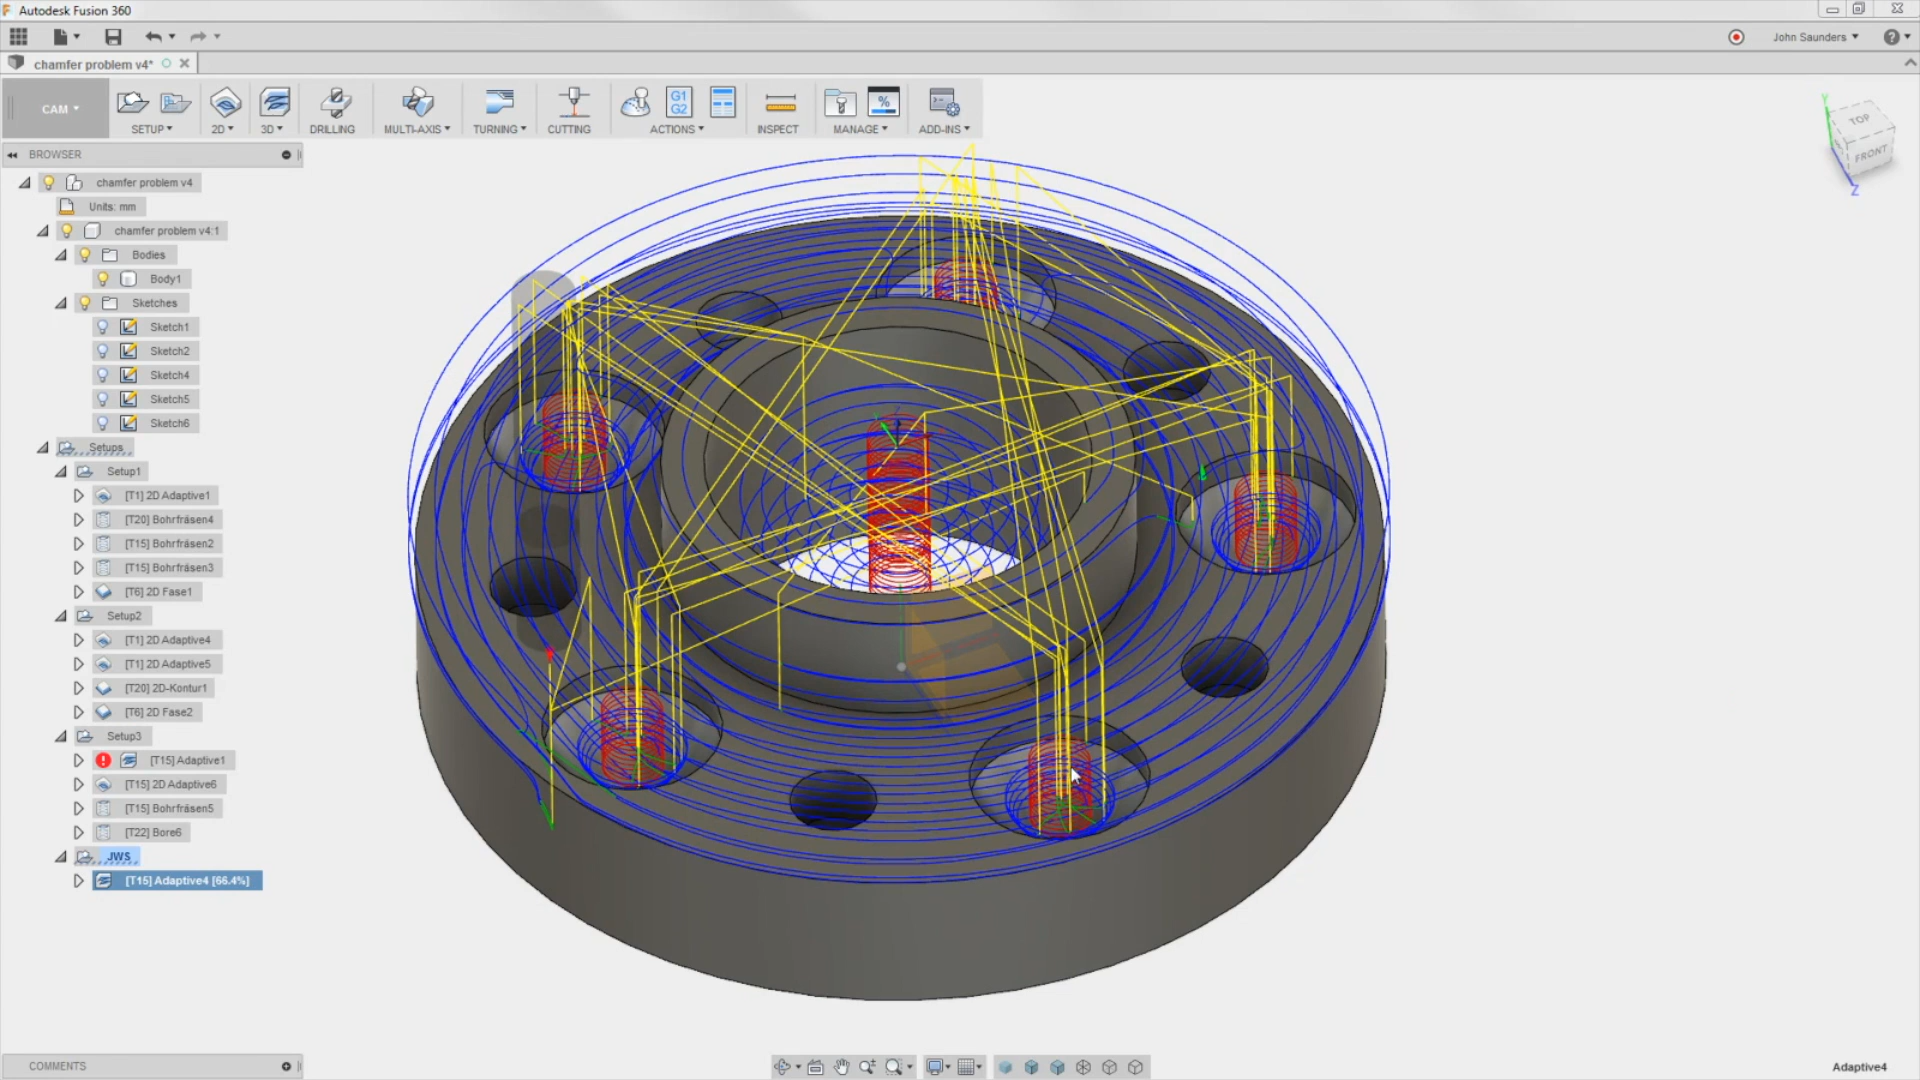 Autodesk Fusion 360
John Saunders
chamfer problem v4*
CAM
SETUP
2D
3D
DRILLING
MULTI-AXIS
TURNING
CUTTING
G1
G2
ACTIONS
INSPECT
%
MANAGE
ADD-INS
BROWSER
chamfer problem v4
Units: mm
chamfer problem v4:1
Bodies
Body1
Sketches
Sketch1
Sketch2
Sketch4
Sketch5
Sketch6
Setups
Setup1
[T1] 2D Adaptive1
[T20] Bohrfräsen4
[T15] Bohrfräsen2
[T15] Bohrfräsen3
[T6] 2D Fase1
Setup2
[T1] 2D Adaptive4
[T1] 2D Adaptive5
[T20] 2D-Kontur1
[T6] 2D Fase2
Setup3
[T15] Adaptive1
[T15] 2D Adaptive6
[T15] Bohrfräsen5
[T22] Bore6
JWS
[T15] Adaptive4 [66.4%]
Y
TOP
FRONT
Z
COMMENTS
Adaptive4